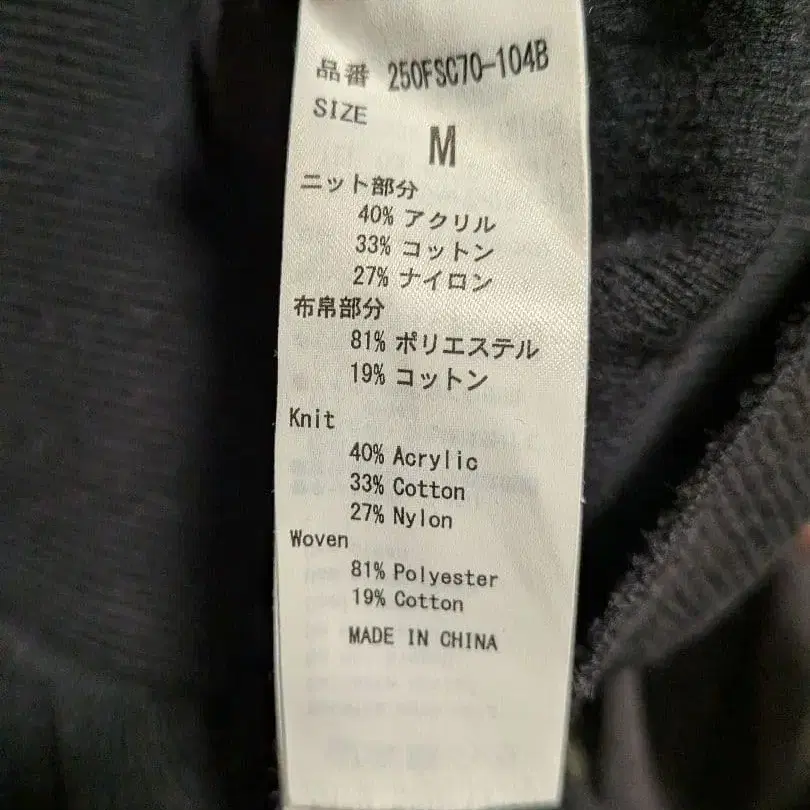 品番 250FSC70-104B
SIZE
M
ニット部分
40% アクリル
33% コットン
27% ナイロン
布帛部分
81% ポリエステル
19% コットン
Knit
40% Acrylic
33% Cotton
27% Nylon
Woven
81% Polyester
19% Cotton
MADE IN CHINA